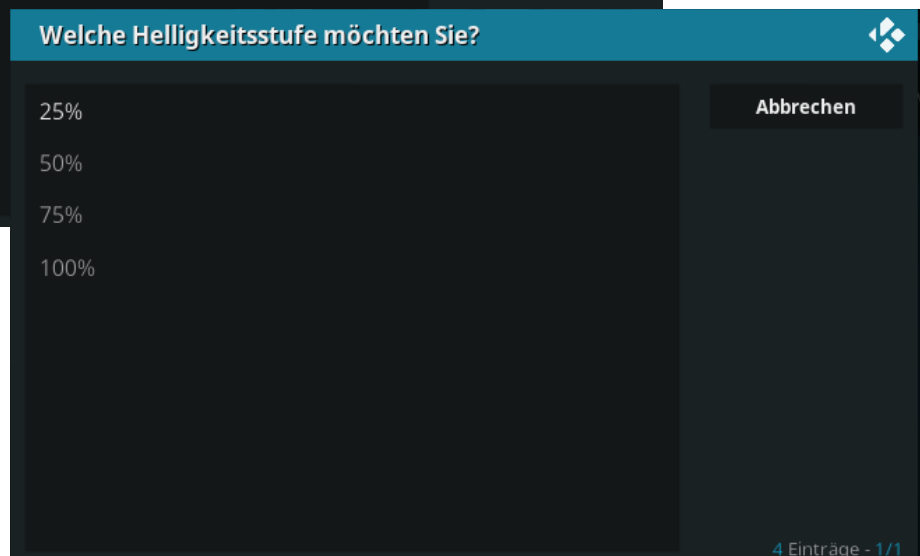 Welche Helligkeitsstufe möchten Sie?
25%
Abbrechen
50%
75%
100%
4 Einträge - 1/1